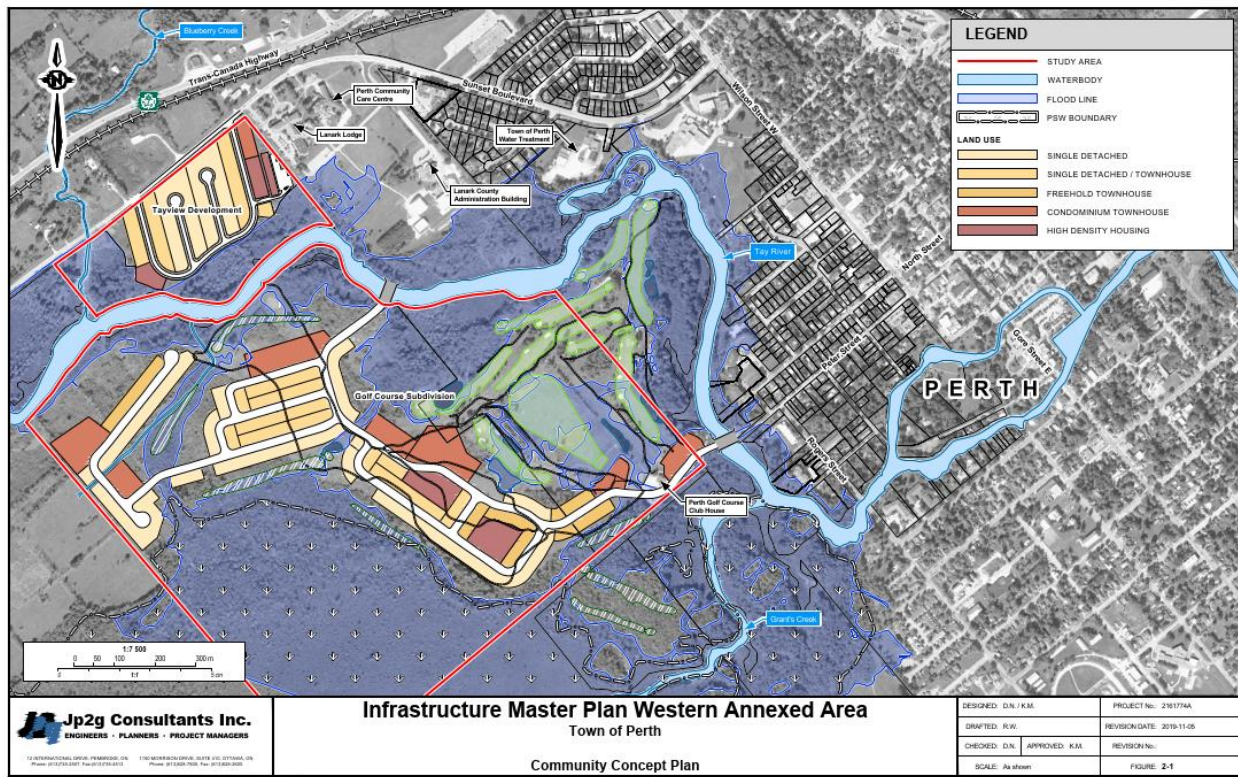 Blueberry Creek
Trans-Canada Highway
Perth Community
Care Centre
Lanark Lodge
Sunset Boulevard
Town of Perth
Water Treatment
Wilson Street W
Lanark County
Administration Building
Tayview Development
Tay River
North Street
Peter Street
Gore Street E
PERTH
Golf Course Subdivision
Rogers Street
Perth Golf Course
Club House
Grant's Creek
N
LEGEND
STUDY AREA
WATERBODY
FLOOD LINE
PSW BOUNDARY
LAND USE
SINGLE DETACHED
SINGLE DETACHED / TOWNHOUSE
FREEHOLD TOWNHOUSE
CONDOMINIUM TOWNHOUSE
HIGH DENSITY HOUSING
1:7 500
0 50 100 200 300 m
0 5 cm
Jp2g Consultants Inc.
ENGINEERS • PLANNERS • PROJECT MANAGERS
Infrastructure Master Plan Western Annexed Area
Town of Perth
Community Concept Plan
DESIGNED: D.N. / K.M.
PROJECT No.: 2161774A
DRAFTED: R.W.
REVISION DATE: 2019-11-05
CHECKED: D.N. APPROVED: K.M.
REVISION No.:
SCALE: As shown
FIGURE: 2-1